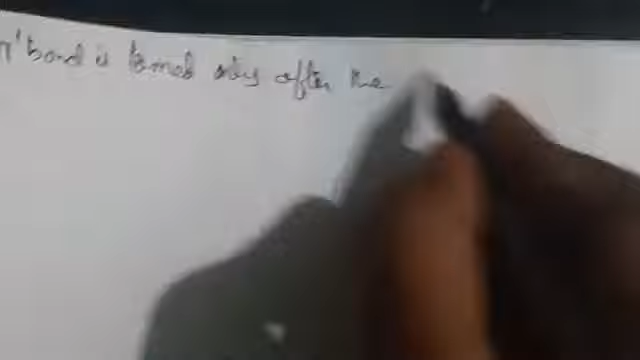 π' bond is formed only after the